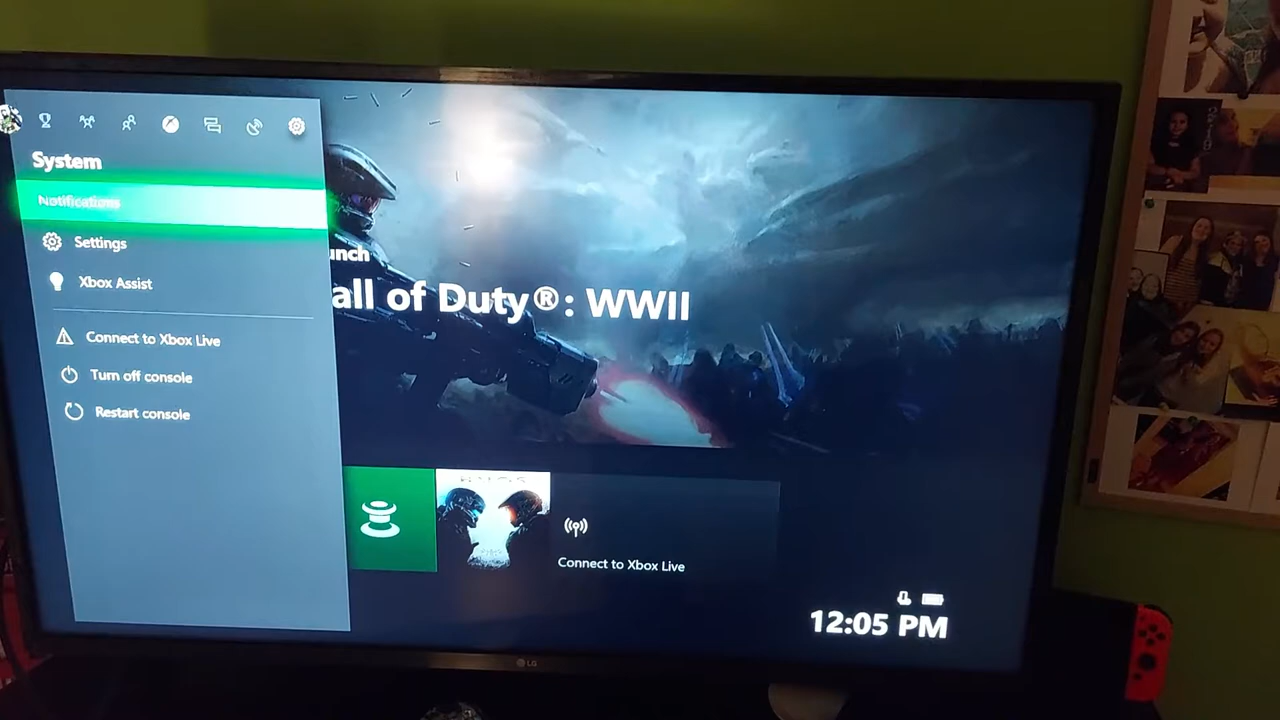 System
Notifications
Settings
Xbox Assist
Connect to Xbox Live
Turn off console
Restart console
unch
all of Duty®: WWII
Connect to Xbox Live
12:05 PM
LG